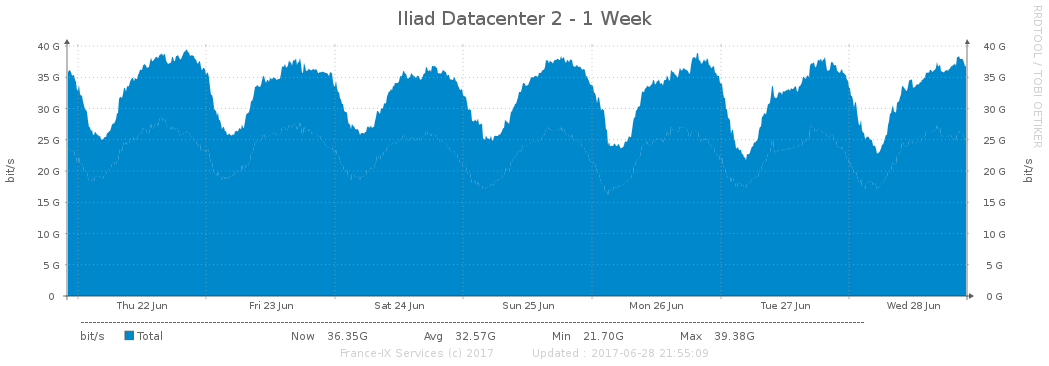 Iliad Datacenter 2 - 1 Week
RRDTOOL / TOBI OETIKER
40 G 40 G
35 G 35 G
30 G 30 G
25 G 25 G
20 G 20 G
15 G 15 G
10 G 10 G
5 G 5 G
0 0 G
bit/s bit/s
Thu 22 Jun Fri 23 Jun Sat 24 Jun Sun 25 Jun Mon 26 Jun Tue 27 Jun Wed 28 Jun
bit/s Total Now 36.35G Avg 32.57G Min 21.70G Max 39.38G
France-IX Services (c) 2017 Updated : 2017-06-28 21:55:09